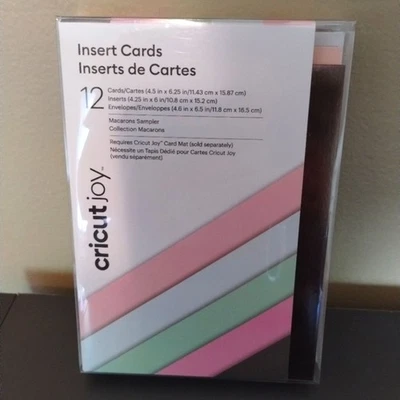 Insert Cards
Inserts de Cartes
12
Cards/Cartes (4.5 in x 6.25 in/11.43 cm x 15.87 cm)
Inserts (4.25 in x 6 in/10.8 cm x 15.2 cm)
Envelopes/Enveloppes (4.6 in x 6.5 in/11.8 cm x 16.5 cm)
Macarons Sampler
Collection Macarons
Requires Cricut Joy™ Card Mat (sold separately)
Nécessite un Tapis Dédié pour Cartes Cricut Joy
(vendu séparément)
cricut joy™